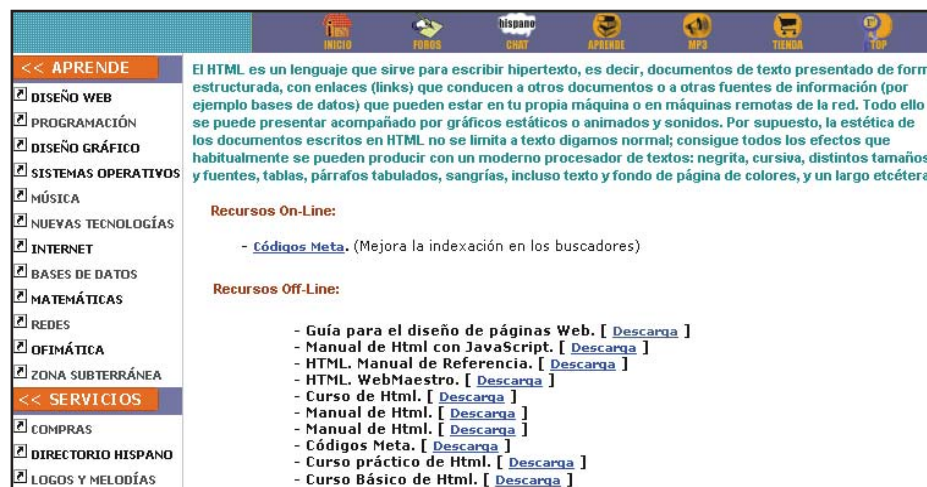 INICIO FOROS hispano CHAT APRENDE MP3 TIENDA TOP
<< APRENDE
DISEÑO WEB
PROGRAMACIÓN
DISEÑO GRÁFICO
SISTEMAS OPERATIVOS
MÚSICA
NUEVAS TECNOLOGÍAS
INTERNET
BASES DE DATOS
MATEMÁTICAS
REDES
OFIMÁTICA
ZONA SUBTERRÁNEA
<< SERVICIOS
COMPRAS
DIRECTORIO HISPANO
LOGOS Y MELODÍAS
El HTML es un lenguaje que sirve para escribir hipertexto, es decir, documentos de texto presentado de form
estructurada, con enlaces (links) que conducen a otros documentos o a otras fuentes de información (por
ejemplo bases de datos) que pueden estar en tu propia máquina o en máquinas remotas de la red. Todo ello
se puede presentar acompañado por gráficos estáticos o animados y sonidos. Por supuesto, la estética de
los documentos escritos en HTML no se limita a texto digamos normal; consigue todos los efectos que
habitualmente se pueden producir con un moderno procesador de textos: negrita, cursiva, distintos tamaños
y fuentes, tablas, párrafos tabulados, sangrías, incluso texto y fondo de página de colores, y un largo etcétera
Recursos On-Line:
- Códigos Meta. (Mejora la indexación en los buscadores)
Recursos Off-Line:
- Guía para el diseño de páginas Web. [ Descarga ]
- Manual de Html con JavaScript. [ Descarga ]
- HTML. Manual de Referencia. [ Descarga ]
- HTML. WebMaestro. [ Descarga ]
- Curso de Html. [ Descarga ]
- Manual de Html. [ Descarga ]
- Manual de Html. [ Descarga ]
- Códigos Meta. [ Descarga ]
- Curso práctico de Html. [ Descarga ]
- Curso Básico de Html. [ Descarga ]